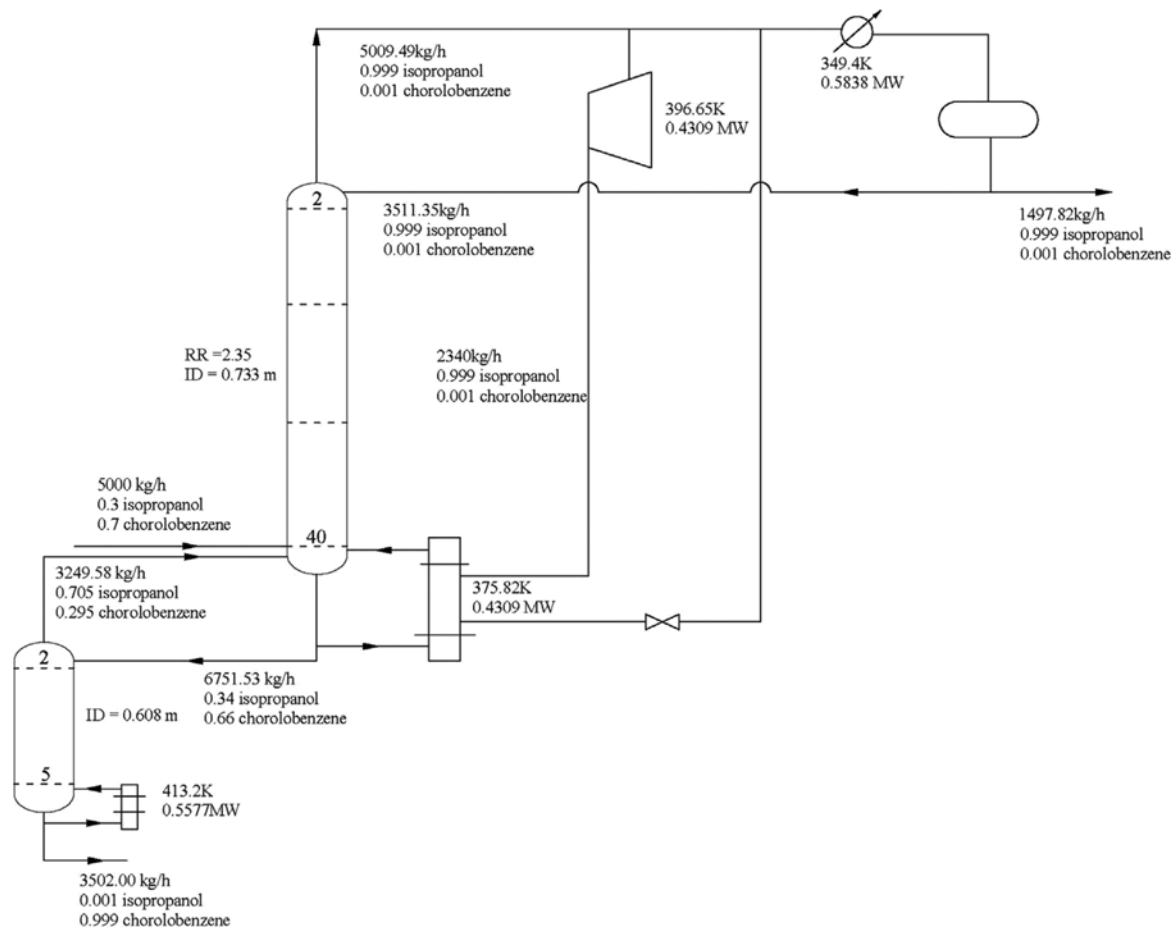 5009.49kg/h
0.999 isopropanol
0.001 chorolobenzene
349.4K
0.5838 MW
396.65K
0.4309 MW
2
3511.35kg/h
0.999 isopropanol
0.001 chorolobenzene
1497.82kg/h
0.999 isopropanol
0.001 chorolobenzene
RR =2.35
ID = 0.733 m
2340kg/h
0.999 isopropanol
0.001 chorolobenzene
5000 kg/h
0.3 isopropanol
0.7 chorolobenzene
40
3249.58 kg/h
0.705 isopropanol
0.295 chorolobenzene
375.82K
0.4309 MW
2
6751.53 kg/h
0.34 isopropanol
0.66 chorolobenzene
ID = 0.608 m
5
413.2K
0.5577MW
3502.00 kg/h
0.001 isopropanol
0.999 chorolobenzene